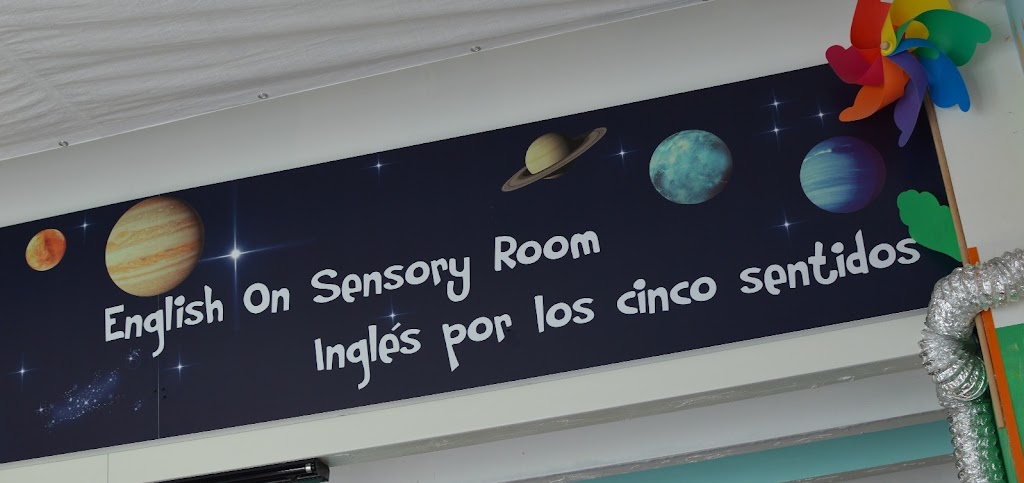 English On Sensory Room
Inglés por los cinco sentidos